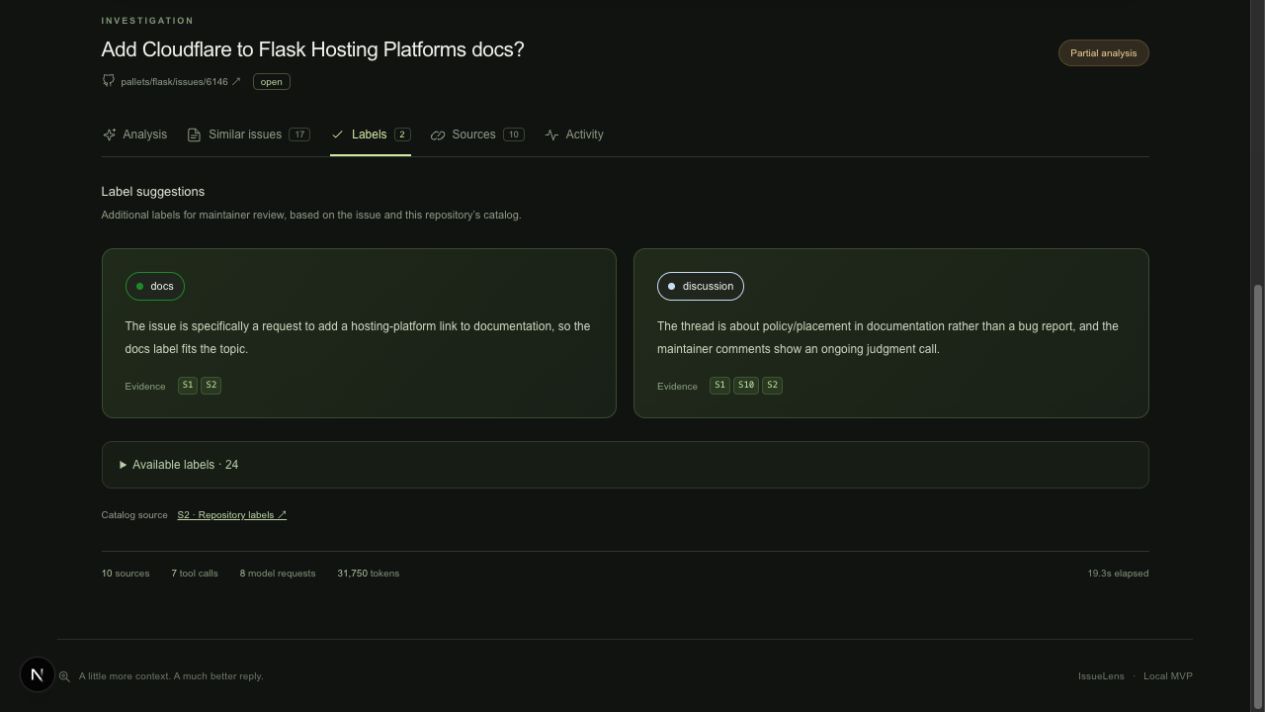 INVESTIGATION
Add Cloudflare to Flask Hosting Platforms docs?
Partial analysis
pallets/flask/issues/6146 ↗ open
Analysis Similar issues 17 Labels 2 Sources 10 Activity
Label suggestions
Additional labels for maintainer review, based on the issue and this repository's catalog.
docs
The issue is specifically a request to add a hosting-platform link to documentation, so the
docs label fits the topic.
Evidence S1 S2
discussion
The thread is about policy/placement in documentation rather than a bug report, and the
maintainer comments show an ongoing judgment call.
Evidence S1 S10 S2
▶ Available labels · 24
Catalog source S2 · Repository labels ↗
10 sources 7 tool calls 8 model requests 31,750 tokens 19.3s elapsed
N A little more context. A much better reply. IssueLens · Local MVP